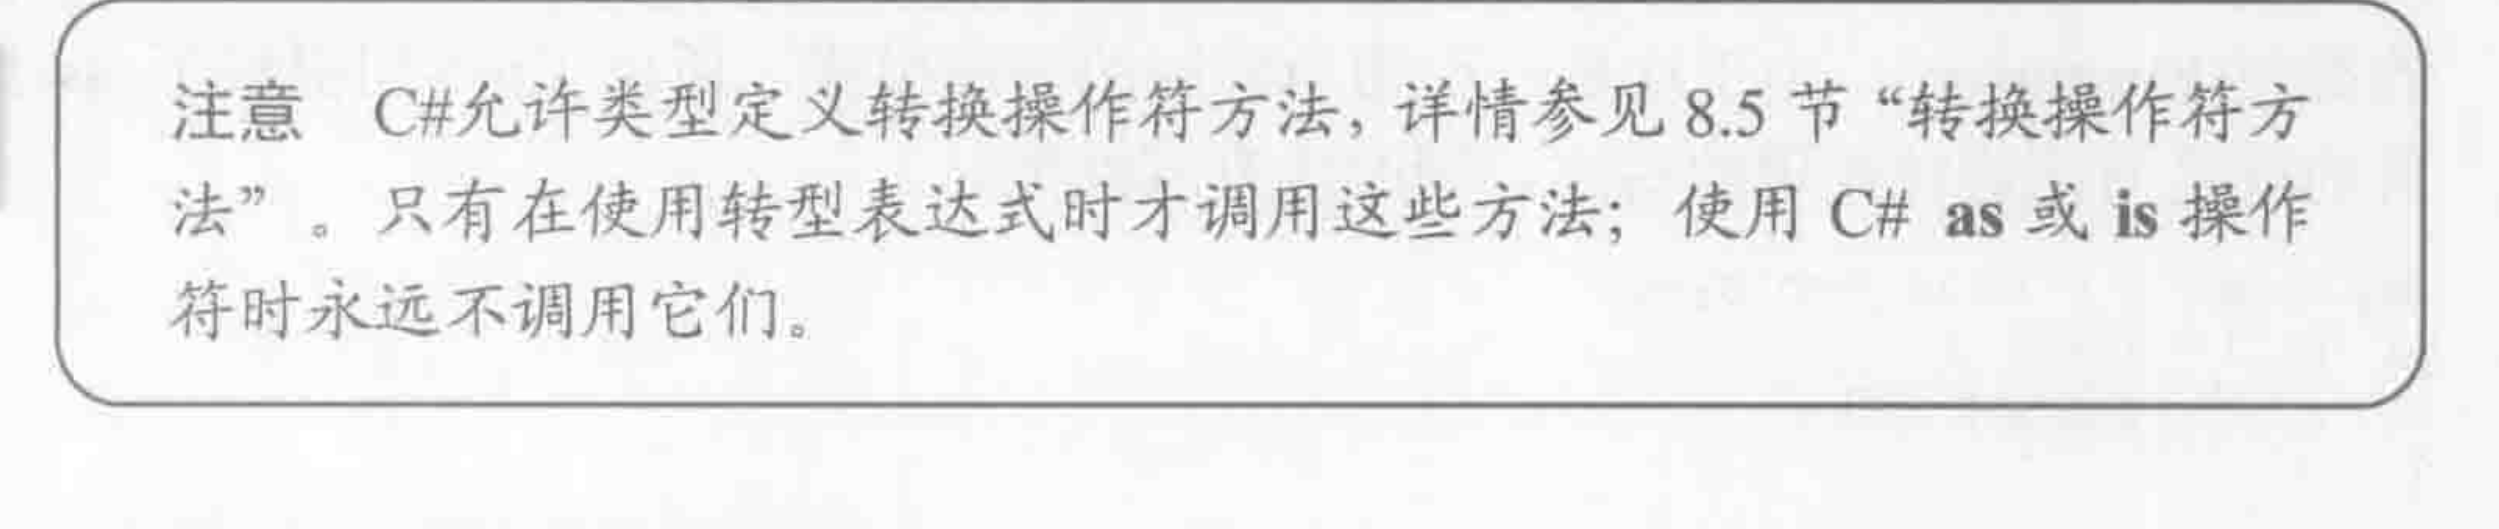 注意　C#允许类型定义转换操作符方法，详情参见 8.5 节“转换操作符方
法”。只有在使用转型表达式时才调用这些方法；使用 C# as 或 is 操作
符时永远不调用它们。